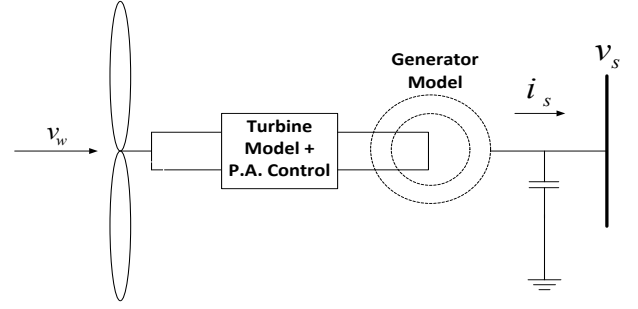 Generator
Model
v_s
i_s
v_w
Turbine
Model +
P.A. Control